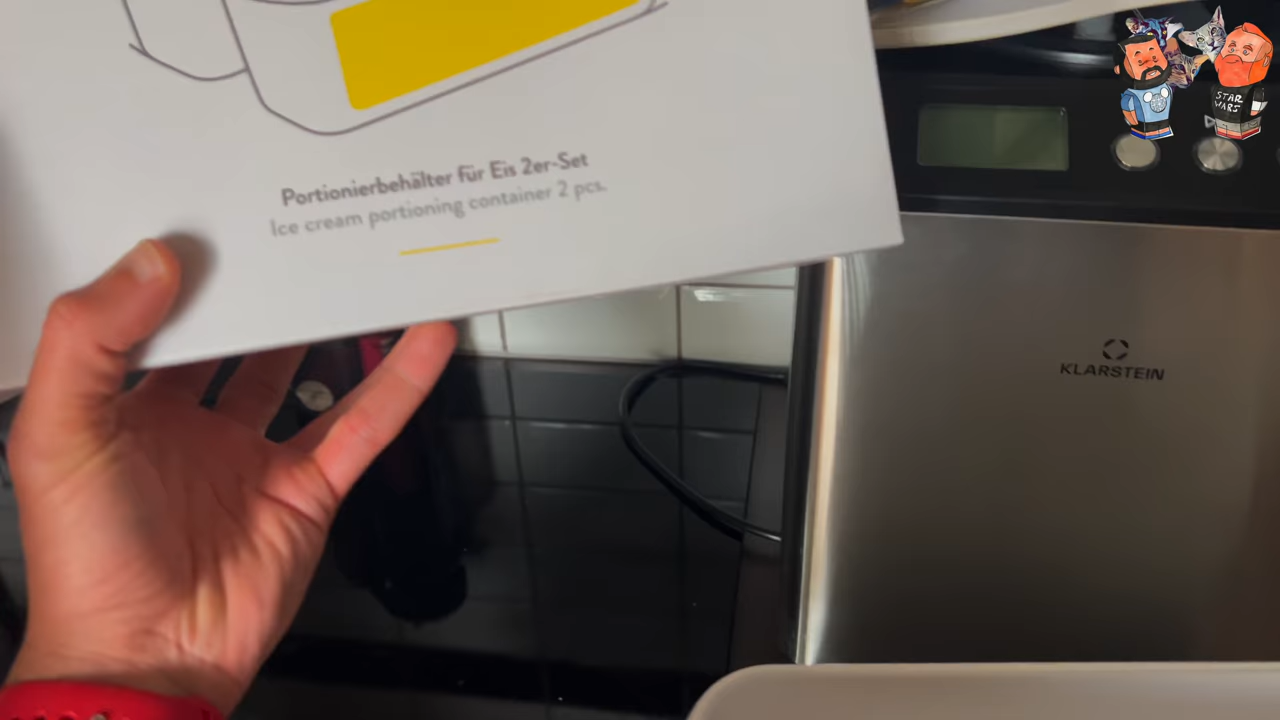 Portionierbehälter für Eis 2er-Set
Ice cream portioning container 2 pcs.
KLARSTEIN
STAR
WARS